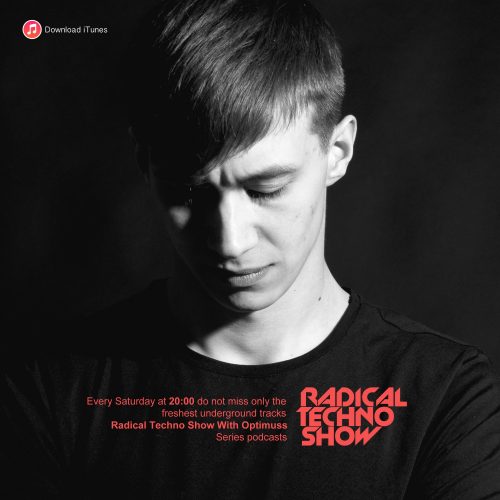 Download iTunes
Every Saturday at 20:00 do not miss only the
freshest underground tracks
Radical Techno Show With Optimuss
Series podcasts
RADICAL
TECHNO
SHOW